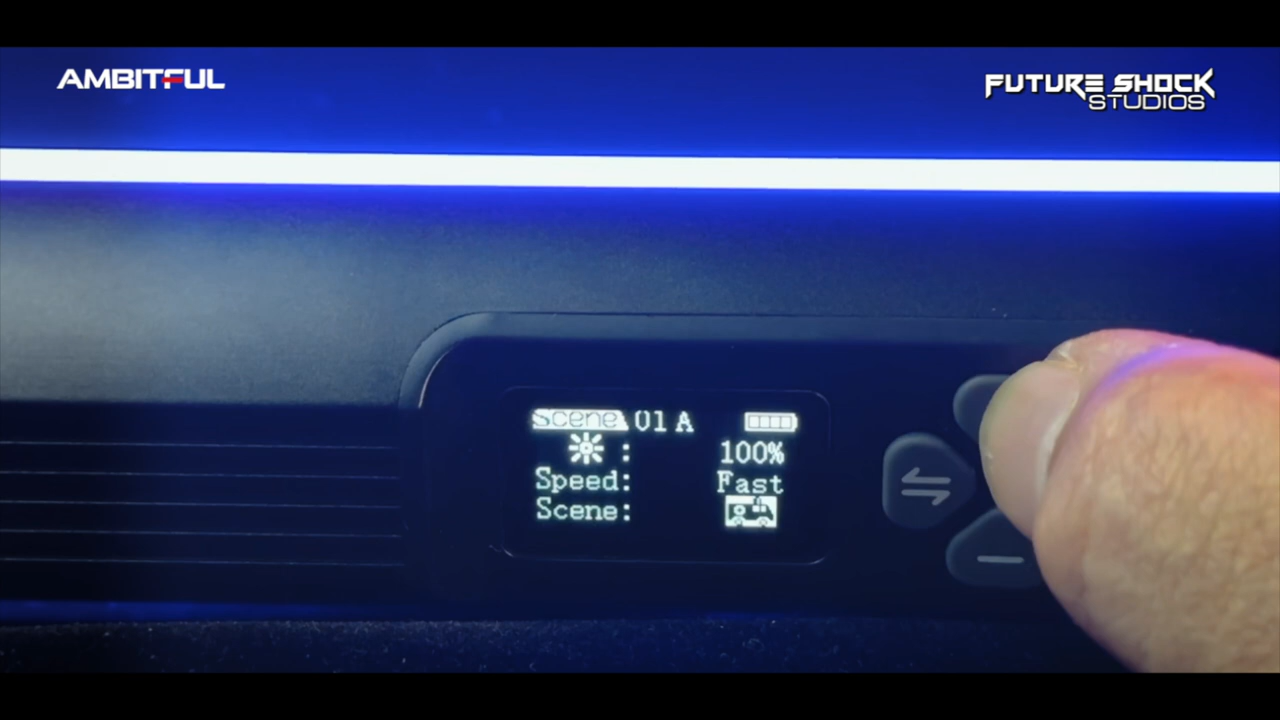 AMBITFUL
FUTURE SHOCK
STUDIOS
Scene 01 A
: 100%
Speed: Fast
Scene: